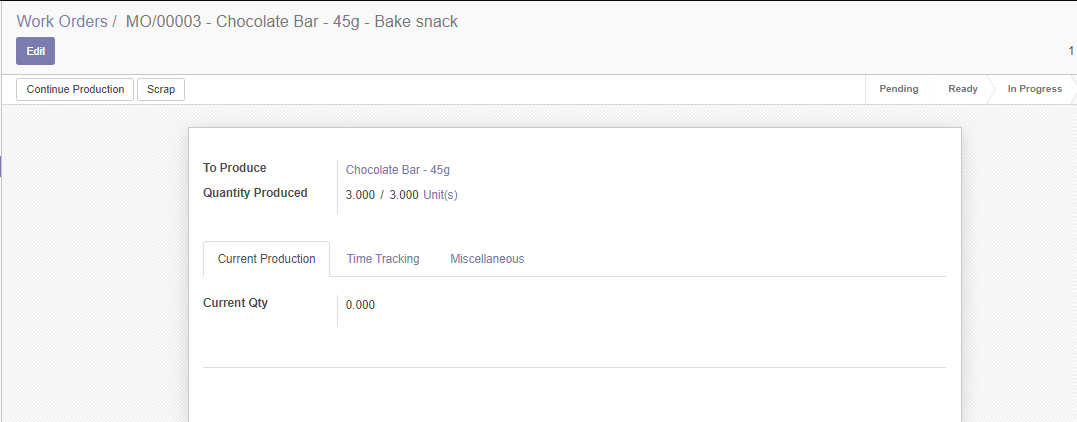 Work Orders / MO/00003 - Chocolate Bar - 45g - Bake snack
Edit
1
Continue Production Scrap Pending Ready In Progress
To Produce Chocolate Bar - 45g
Quantity Produced 3.000 / 3.000 Unit(s)
Current Production Time Tracking Miscellaneous
Current Qty 0.000